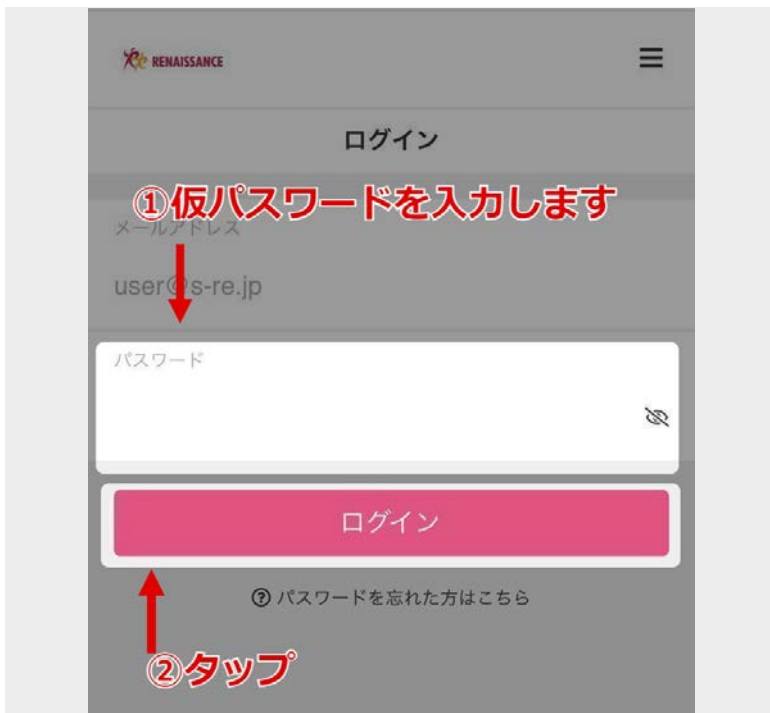 RENAISSANCE
ログイン
①仮パスワードを入力します
メールアドレス
user@s-re.jp
パスワード
ログイン
? パスワードを忘れた方はこちら
②タップ